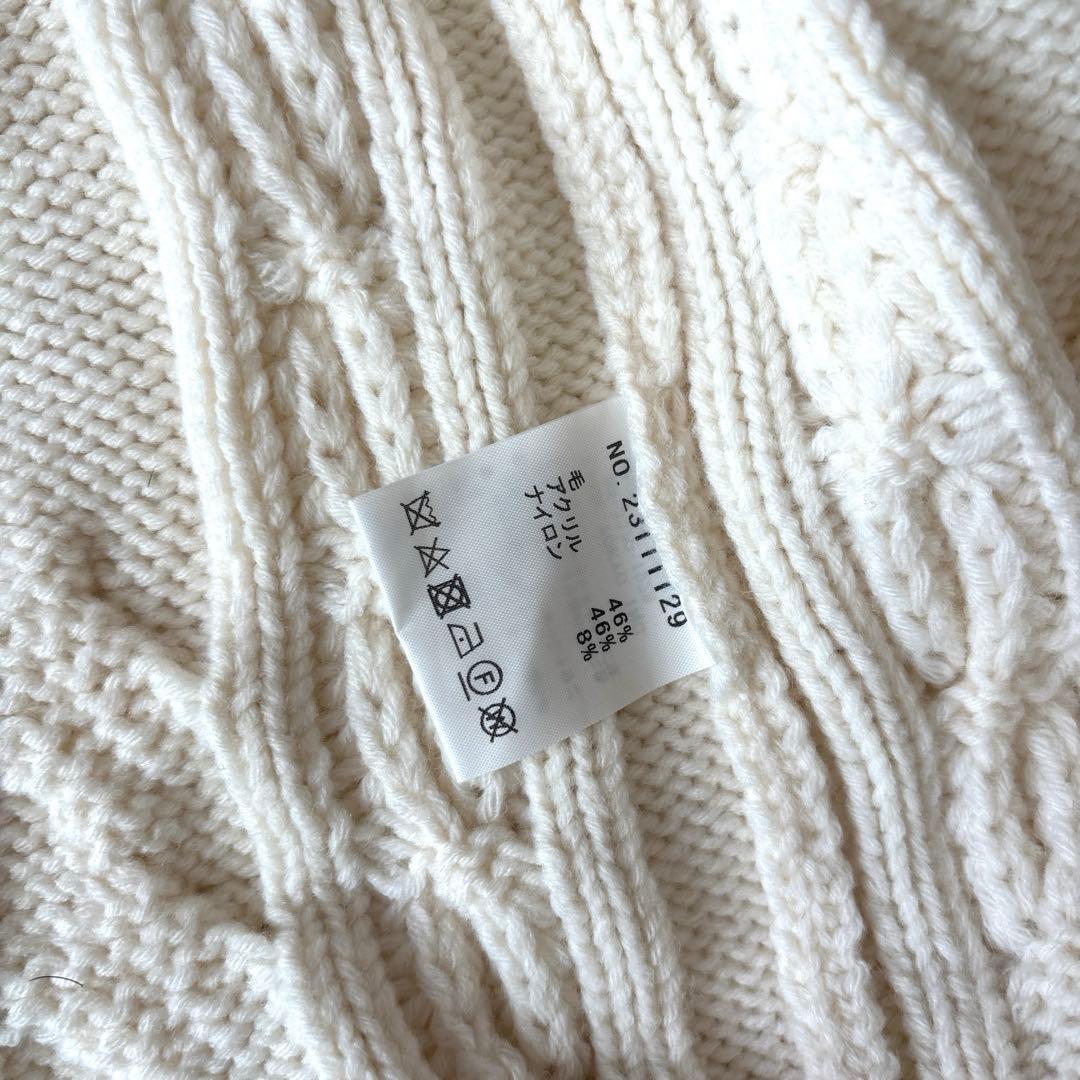 NO. 23111129
毛 46%
アクリル 46%
ナイロン 8%
F
W